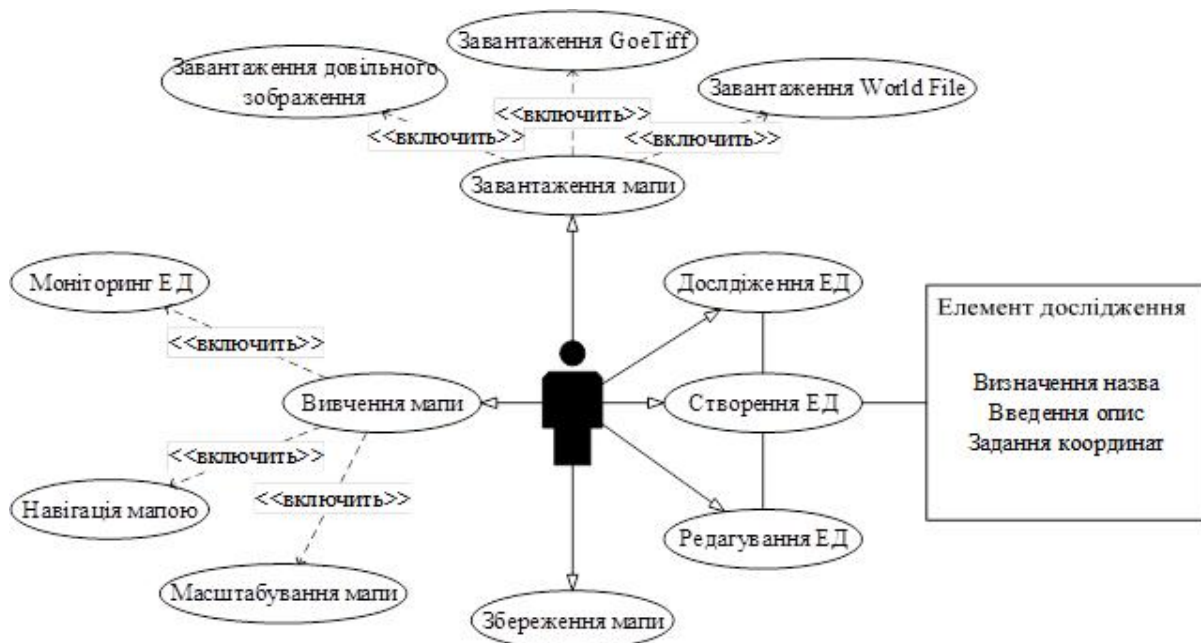 Завантаження GoeTiff
Завантаження довільного
зображення
Завантаження World File
<<включить>>
<<включить>>
<<включить>>
Завантаження мапи
Моніторинг ЕД
Дослдіження ЕД
Елемент дослідження
<<включить>>
Визначення назва
Вивчення мапи
Створення ЕД
Введення опис
Задання координат
<<включить>>
<<включить>>
Навігація мапою
Редагування ЕД
Масштабування мапи
Збереження мапи